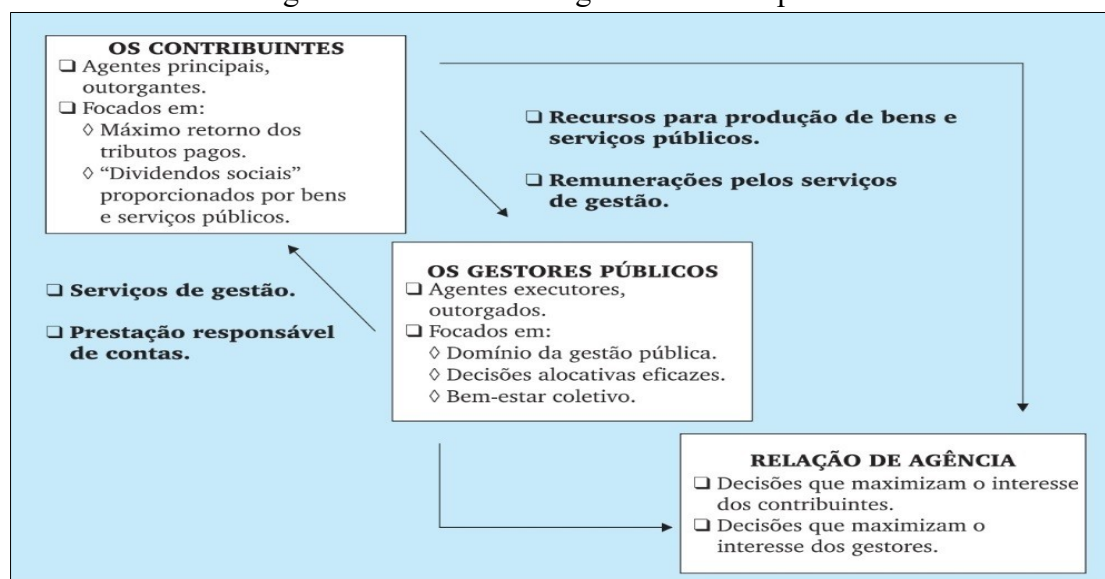 OS CONTRIBUINTES
❑ Agentes principais,
outorgantes.
❑ Focados em:
◊ Máximo retorno dos
tributos pagos.
◊ “Dividendos sociais”
proporcionados por bens
e serviços públicos.
❑ Recursos para produção de bens e
serviços públicos.
❑ Remunerações pelos serviços
de gestão.
❑ Serviços de gestão.
❑ Prestação responsável
de contas.
OS GESTORES PÚBLICOS
❑ Agentes executores,
outorgados.
❑ Focados em:
◊ Domínio da gestão pública.
◊ Decisões alocativas eficazes.
◊ Bem-estar coletivo.
RELAÇÃO DE AGÊNCIA
❑ Decisões que maximizam o interesse
dos contribuintes.
❑ Decisões que maximizam o
interesse dos gestores.